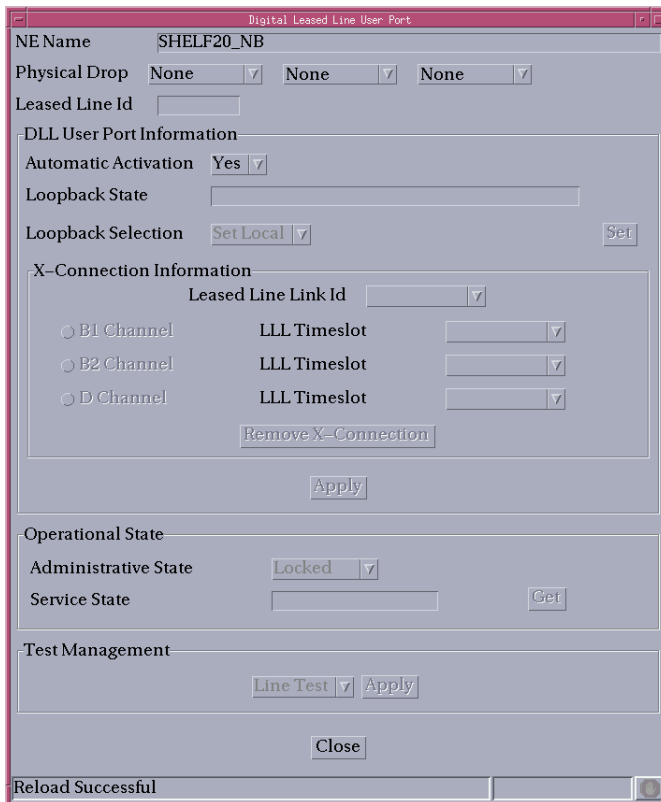 Digital Leased Line User Port
NE Name SHELF20_NB
Physical Drop None None None
Leased Line Id
DLL User Port Information
Automatic Activation Yes
Loopback State
Loopback Selection Set Local Set
X-Connection Information
Leased Line Link Id
B1 Channel LLL Timeslot
B2 Channel LLL Timeslot
D Channel LLL Timeslot
Remove X-Connection
Apply
Operational State
Administrative State Locked
Service State Get
Test Management
Line Test Apply
Close
Reload Successful